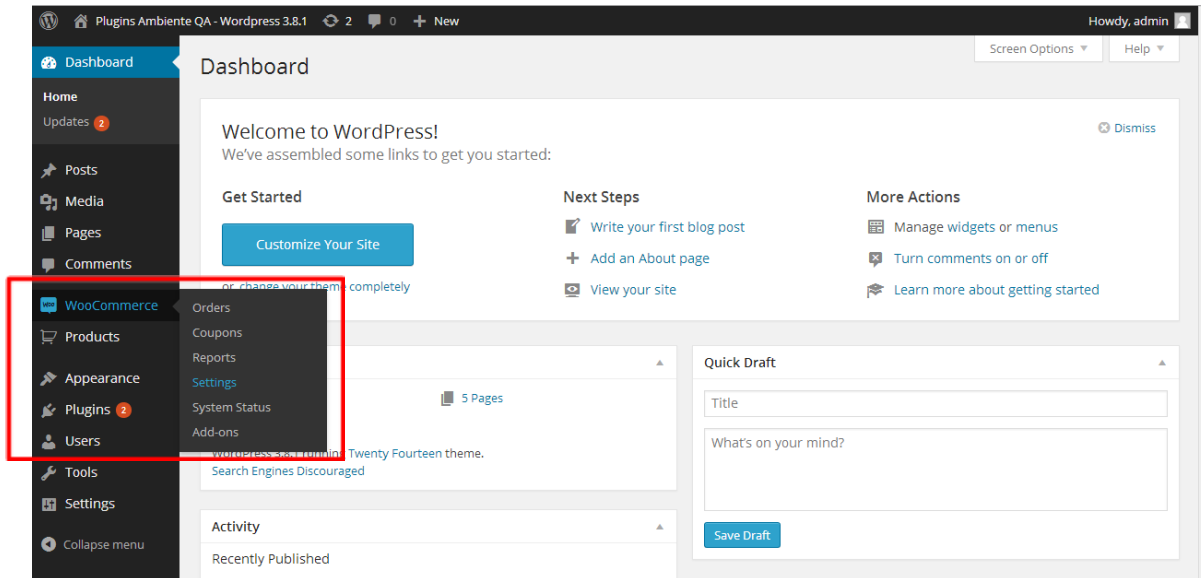 Plugins Ambiente QA - Wordpress 3.8.1 2 0 + New Howdy, admin
Screen Options Help
Dashboard
Home
Updates 2
Posts
Media
Pages
Comments
WooCommerce
Products
Appearance
Plugins 2
Users
Tools
Settings
Collapse menu
Orders
Coupons
Reports
Settings
System Status
Add-ons
Dashboard
Welcome to WordPress!
We've assembled some links to get you started:
Dismiss
Get Started
Customize Your Site
or, change your theme completely
Next Steps
Write your first blog post
Add an About page
View your site
More Actions
Manage widgets or menus
Turn comments on or off
Learn more about getting started
5 Pages
WordPress 3.8.1 running Twenty Fourteen theme.
Search Engines Discouraged
Activity
Recently Published
Quick Draft
Title
What's on your mind?
Save Draft